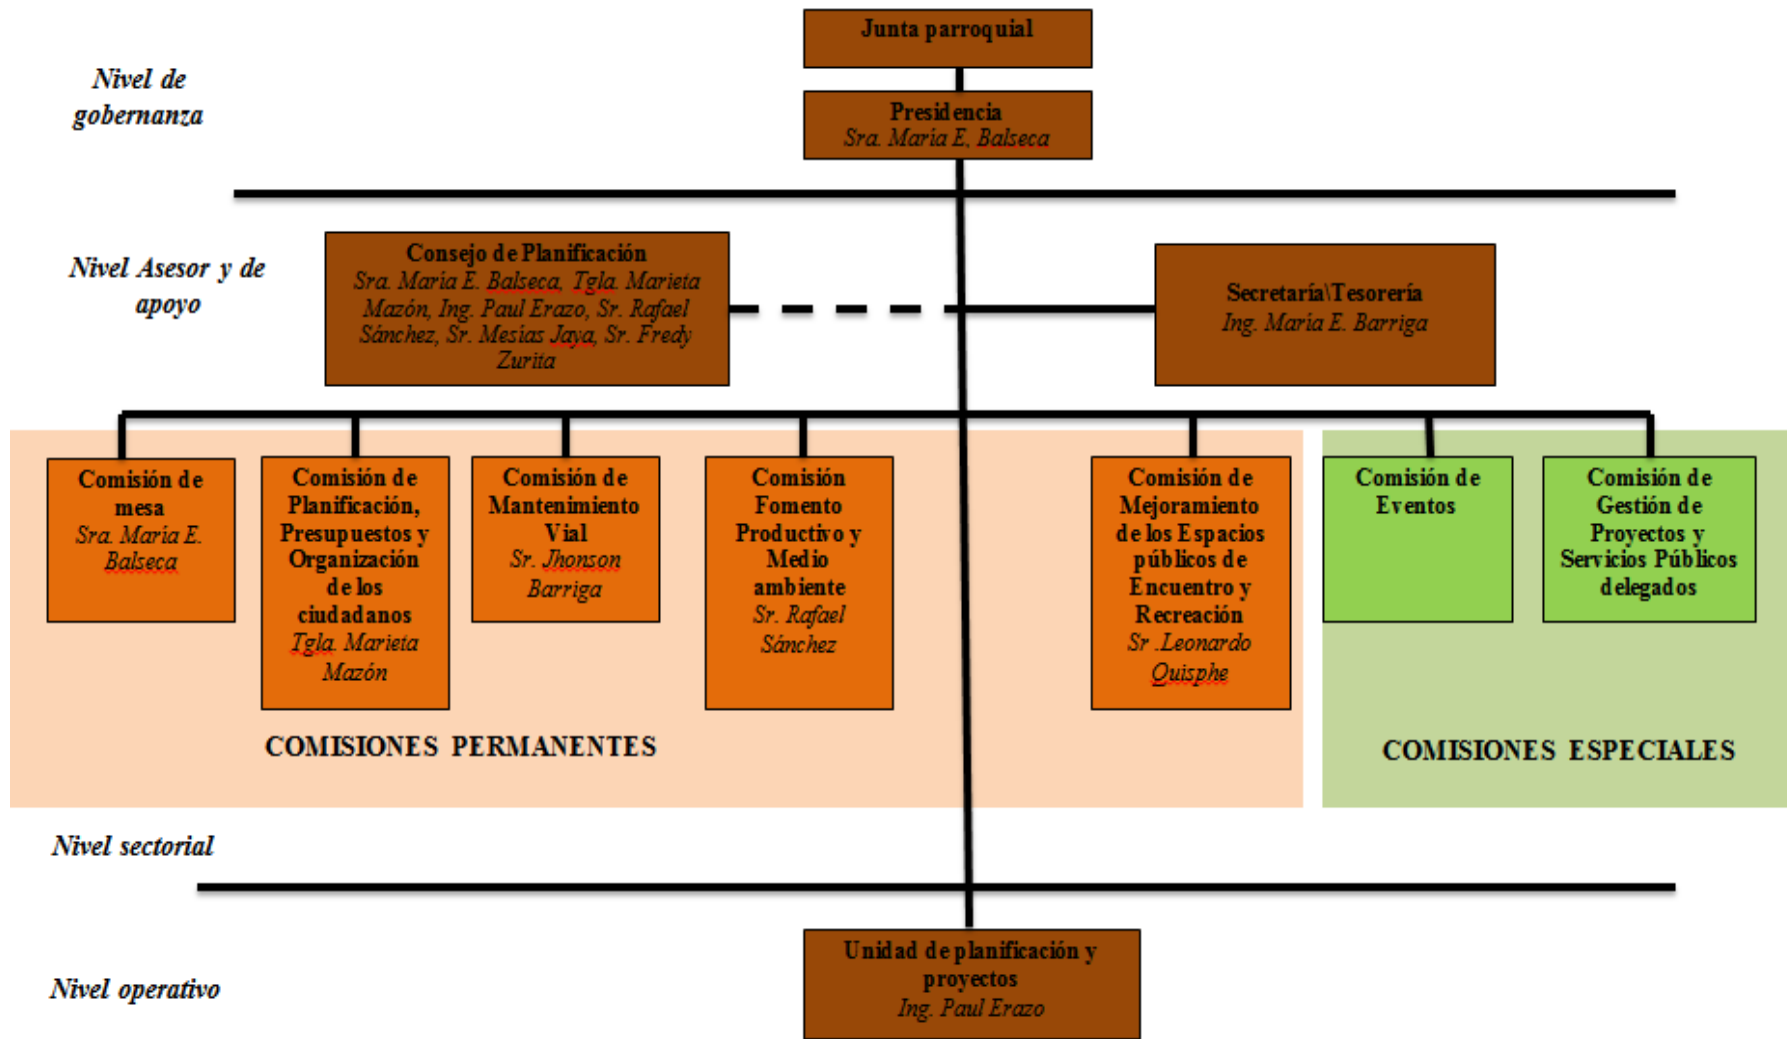 Junta parroquial
Nivel de
gobernanza
Presidencia
Sra. María E, Balseca
Nivel Asesor y de
apoyo
Consejo de Planificación
Sra. María E. Balseca, Tgla. Marieta
Mazón, Ing. Paul Erazo, Sr. Rafael
Sánchez, Sr. Mesías Jaya, Sr. Fredy
Zurita
Secretaría\Tesorería
Ing. María E. Barriga
Comisión de
mesa
Sra. María E.
Balseca
Comisión de
Planificación,
Presupuestos y
Organización
de los
ciudadanos
Tgla. Marieta
Mazón
Comisión de
Mantenimiento
Vial
Sr. Jhonson
Barriga
Comisión
Fomento
Productivo y
Medio
ambiente
Sr. Rafael
Sánchez
Comisión de
Mejoramiento
de los Espacios
públicos de
Encuentro y
Recreación
Sr .Leonardo
Quisphe
Comisión de
Eventos
Comisión de
Gestión de
Proyectos y
Servicios Públicos
delegados
COMISIONES PERMANENTES
COMISIONES ESPECIALES
Nivel sectorial
Unidad de planificación y
proyectos
Ing. Paul Erazo
Nivel operativo